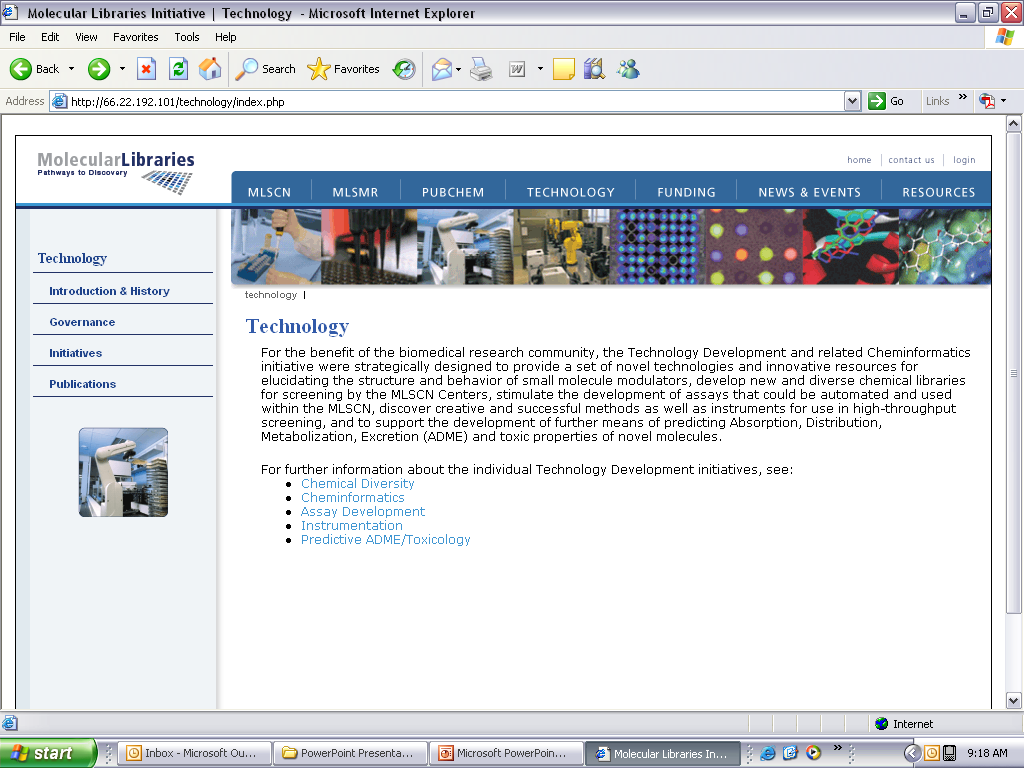 Molecular Libraries Initiative | Technology - Microsoft Internet Explorer
File Edit View Favorites Tools Help
Back Search Favorites
Address http://66.22.192.101/technology/index.php Go Links »
MolecularLibraries
Pathways to Discovery
home | contact us | login
MLSCN MLSMR PUBCHEM TECHNOLOGY FUNDING NEWS & EVENTS RESOURCES
Technology
Introduction & History
Governance
Initiatives
Publications
technology |
Technology
For the benefit of the biomedical research community, the Technology Development and related Cheminformatics
initiative were strategically designed to provide a set of novel technologies and innovative resources for
elucidating the structure and behavior of small molecule modulators, develop new and diverse chemical libraries
for screening by the MLSCN Centers, stimulate the development of assays that could be automated and used
within the MLSCN, discover creative and successful methods as well as instruments for use in high-throughput
screening, and to support the development of further means of predicting Absorption, Distribution,
Metabolization, Excretion (ADME) and toxic properties of novel molecules.
For further information about the individual Technology Development initiatives, see:
• Chemical Diversity
• Cheminformatics
• Assay Development
• Instrumentation
• Predictive ADME/Toxicology
Internet
start Inbox - Microsoft Ou... PowerPoint Presenta... Microsoft PowerPoin... Molecular Libraries In... » 9:18 AM